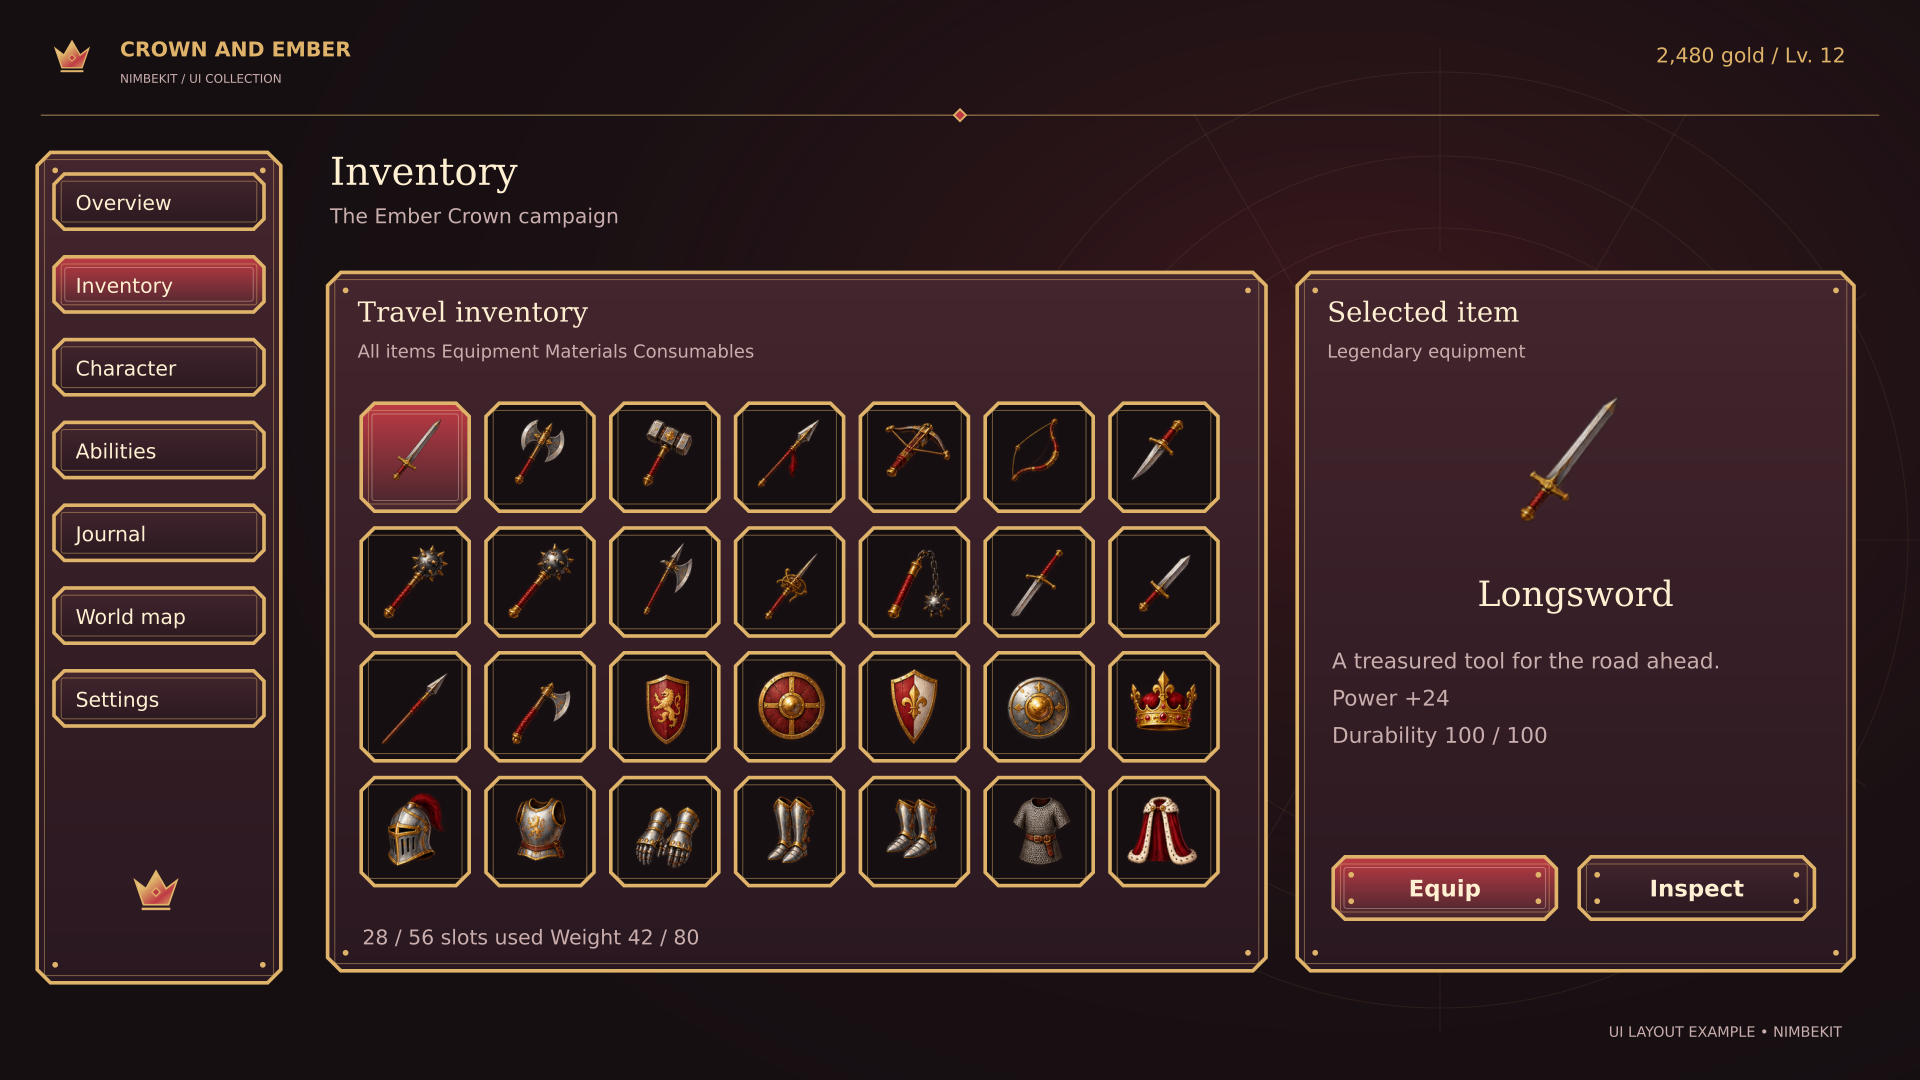 CROWN AND EMBER
NIMBEKIT / UI COLLECTION
2,480 gold / Lv. 12
Overview
Inventory
Character
Abilities
Journal
World map
Settings
Inventory
The Ember Crown campaign
Travel inventory
All items Equipment Materials Consumables
28 / 56 slots used Weight 42 / 80
Selected item
Legendary equipment
Longsword
A treasured tool for the road ahead.
Power +24
Durability 100 / 100
Equip
Inspect
UI LAYOUT EXAMPLE • NIMBEKIT